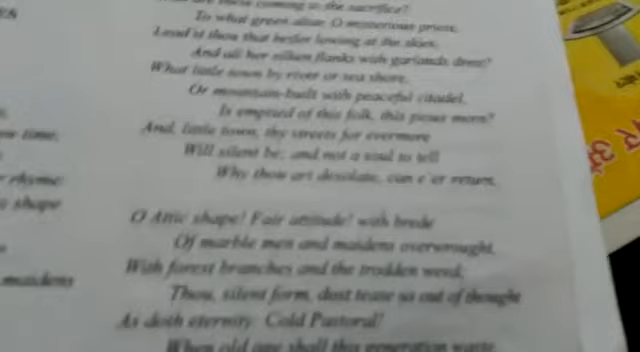 To what green altar, O mysterious priest,
Lead'st thou that heifer lowing at the skies,
And all her silken flanks with garlands drest?
What little town by river or sea shore,
Or mountain-built with peaceful citadel,
Is emptied of this folk, this pious morn?
And, little town, thy streets for evermore
Will silent be; and not a soul to tell
Why thou art desolate, can e'er return.
O Attic shape! Fair attitude! with brede
Of marble men and maidens overwrought,
With forest branches and the trodden weed;
Thou, silent form, dost tease us out of thought
As doth eternity: Cold Pastoral!
When old age shall this generation waste,
time,
rhyme:
shape
maidens